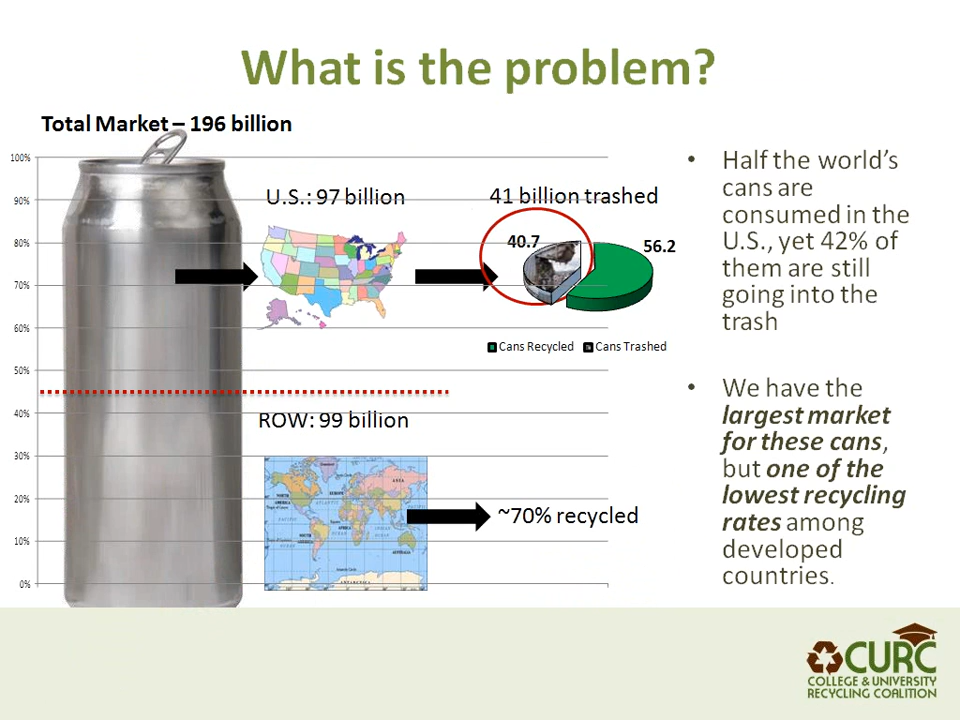 What is the problem?
Total Market – 196 billion
100%
90%
80%
70%
60%
50%
40%
30%
20%
10%
0%
U.S.: 97 billion
41 billion trashed
40.7
56.2
Cans Recycled
Cans Trashed
ROW: 99 billion
~70% recycled
• Half the world’s
cans are
consumed in the
U.S., yet 42% of
them are still
going into the
trash
• We have the
largest market
for these cans,
but one of the
lowest recycling
rates among
developed
countries.
CURC
COLLEGE & UNIVERSITY
RECYCLING COALITION